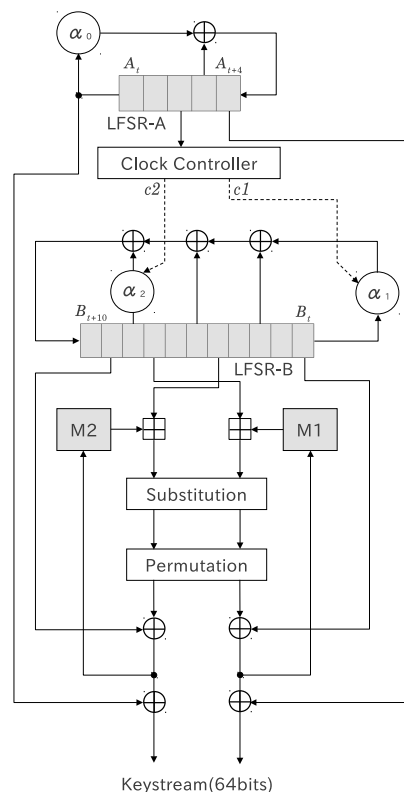 α₀
Aₜ Aₜ₊₄
LFSR-A
Clock Controller
c2 c1
α₂ α₁
Bₜ₊₁₀ Bₜ
LFSR-B
M2 M1
Substitution
Permutation
Keystream(64bits)